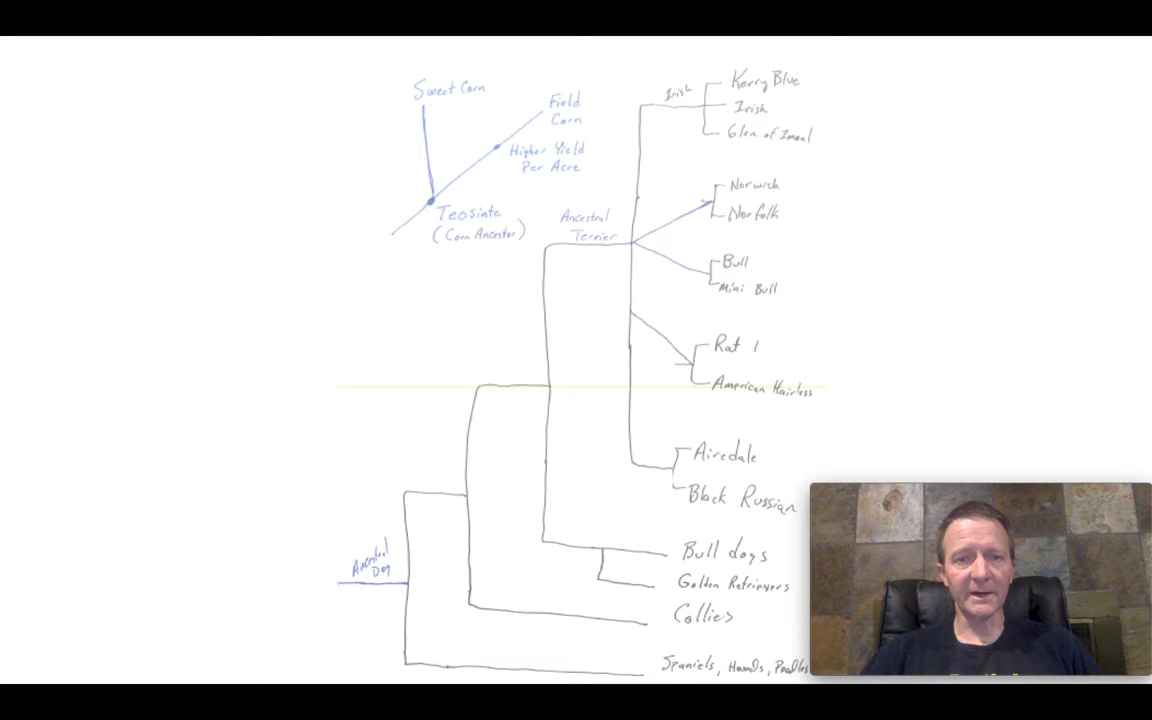 Sweet Corn
Field
Corn
Higher Yield
Per Acre
Teosinte
(Corn Ancestor)
Ancestral
Terrier
Irish
Kerry Blue
Irish
Glen of Imaal
Norwich
Norfolk
Bull
Mini Bull
Rat 1
American Hairless
Airedale
Black Russian
Ancestral
Dog
Bull dogs
Golden Retrievers
Collies
Spaniels, Hounds, Poodles